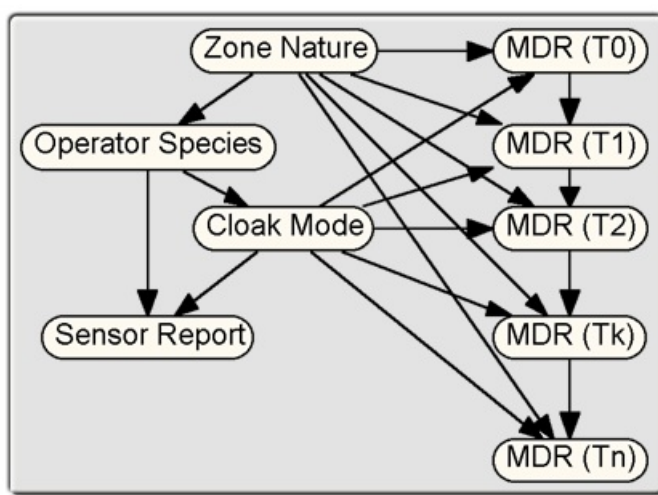 Zone Nature
MDR (T0)
Operator Species
MDR (T1)
Cloak Mode
MDR (T2)
Sensor Report
MDR (Tk)
MDR (Tn)